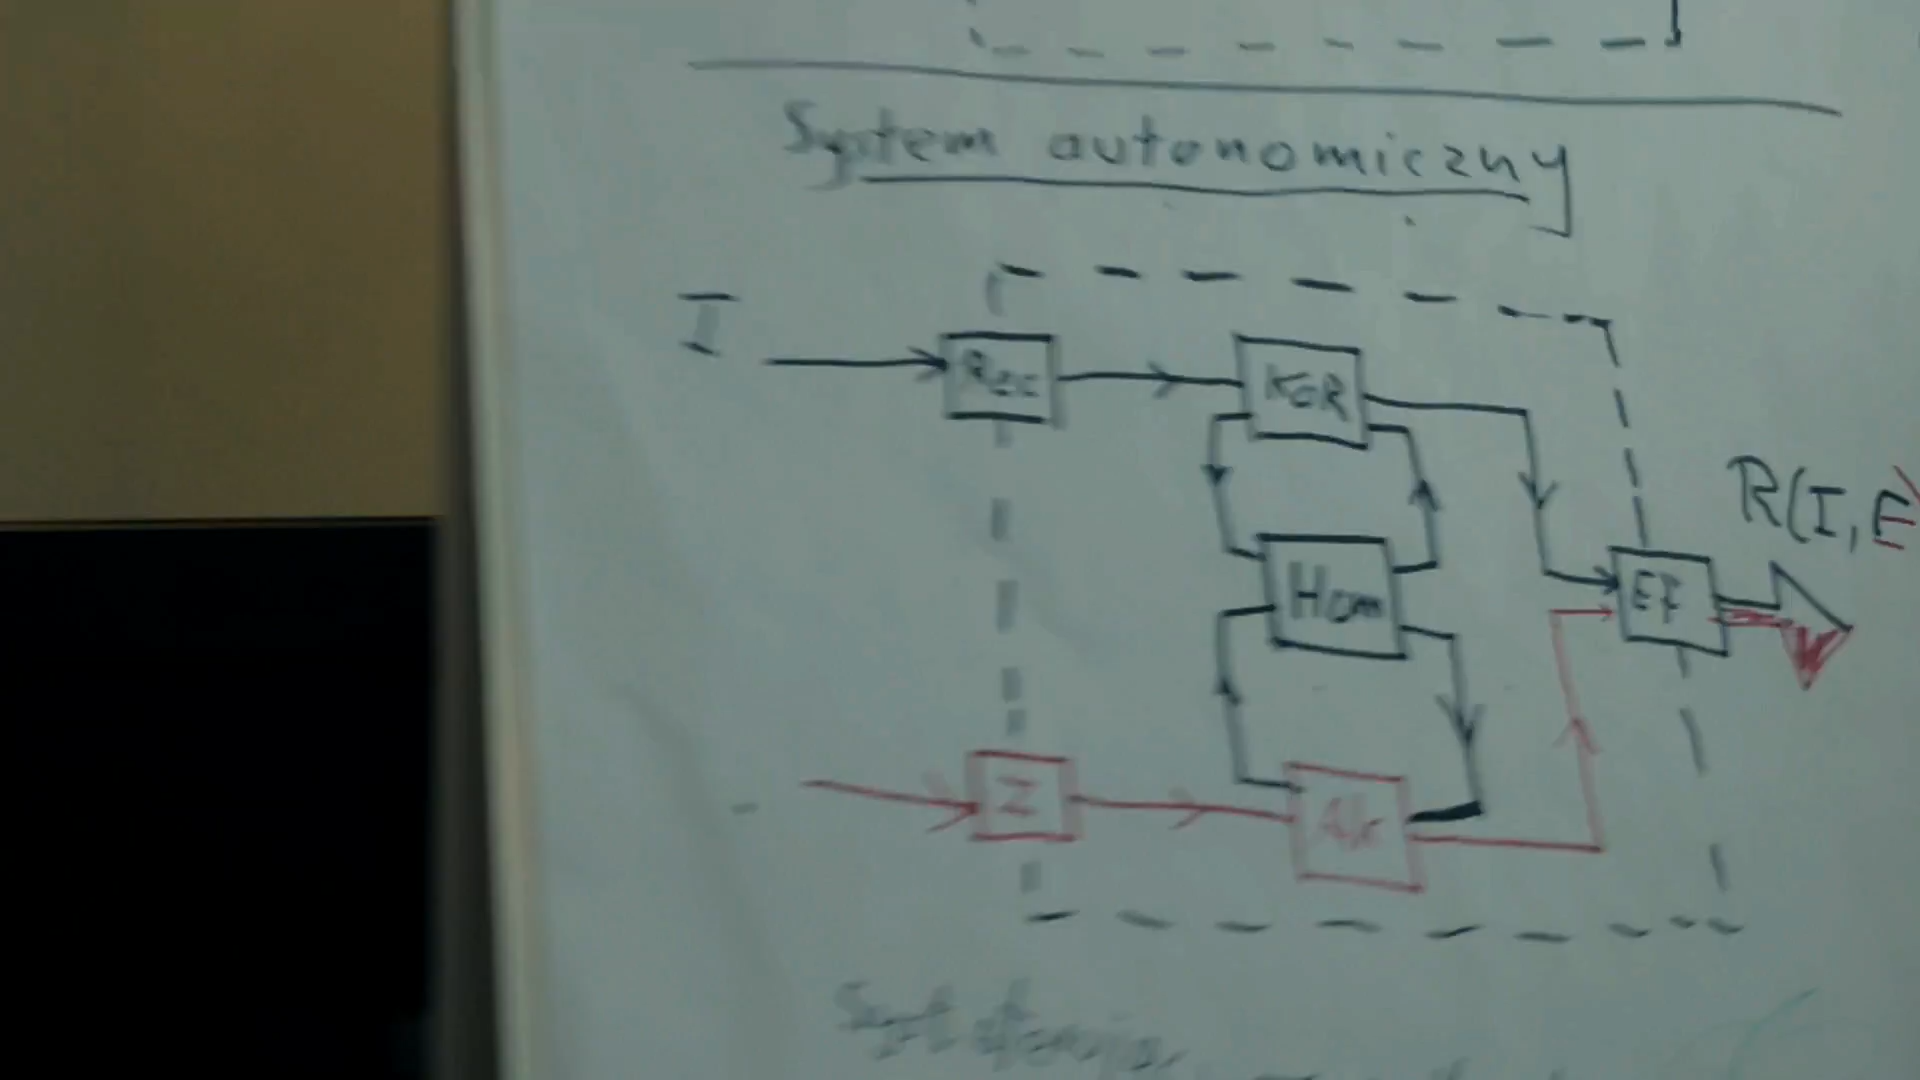 System autonomiczny
I
Rec
KoR
R(I, E)
Hom
Ef
Z
Ak